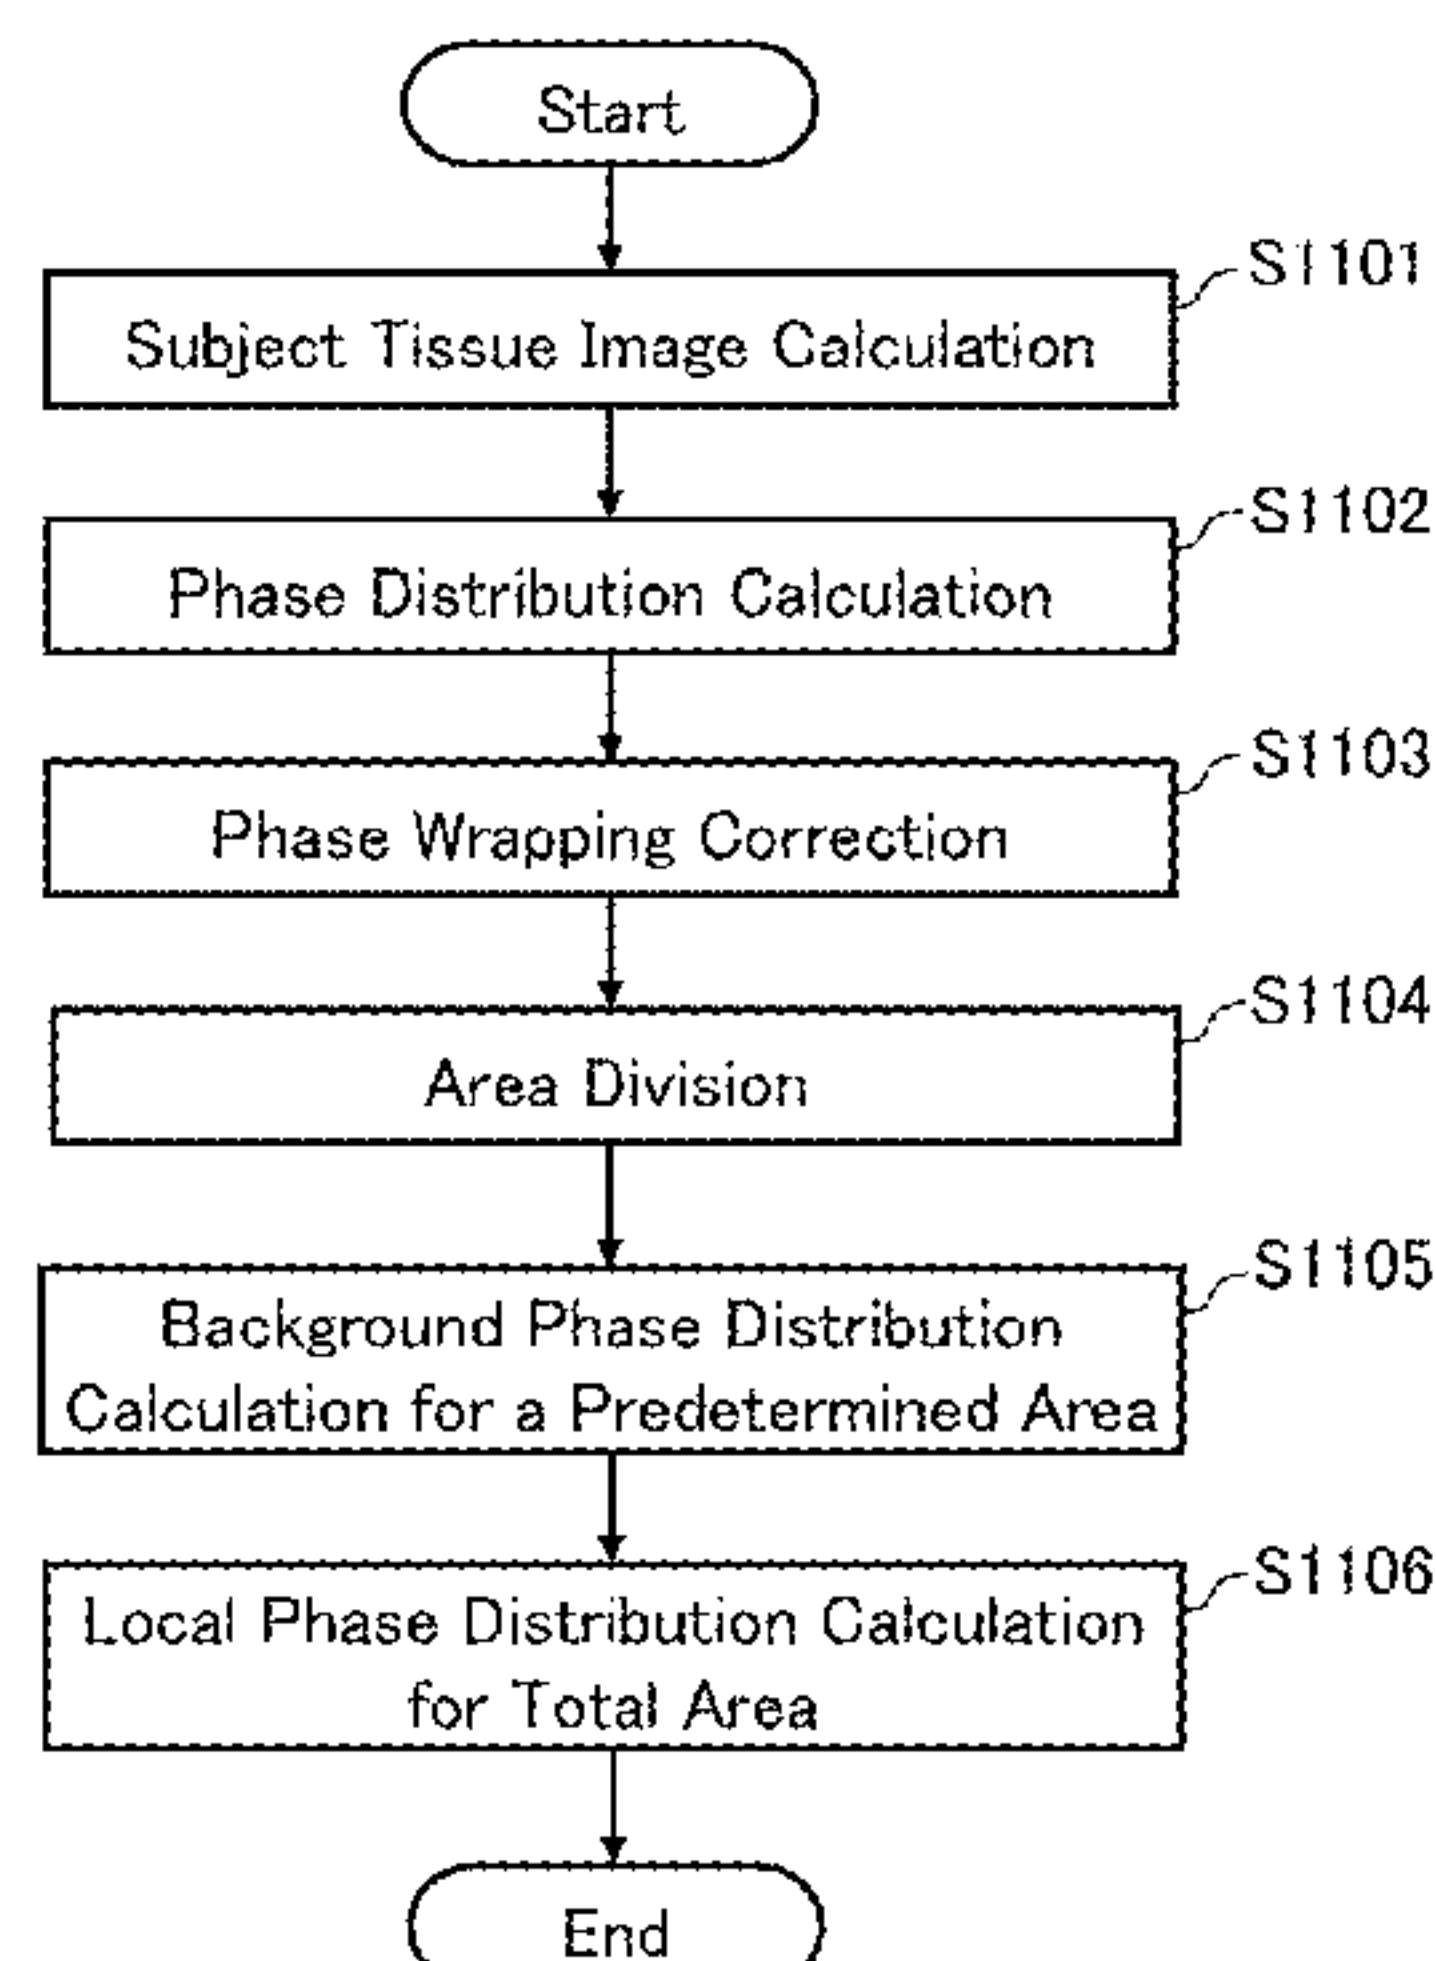 Start
S1101
Subject Tissue Image Calculation
S1102
Phase Distribution Calculation
S1103
Phase Wrapping Correction
S1104
Area Division
S1105
Background Phase Distribution
Calculation for a Predetermined Area
S1106
Local Phase Distribution Calculation
for Total Area
End